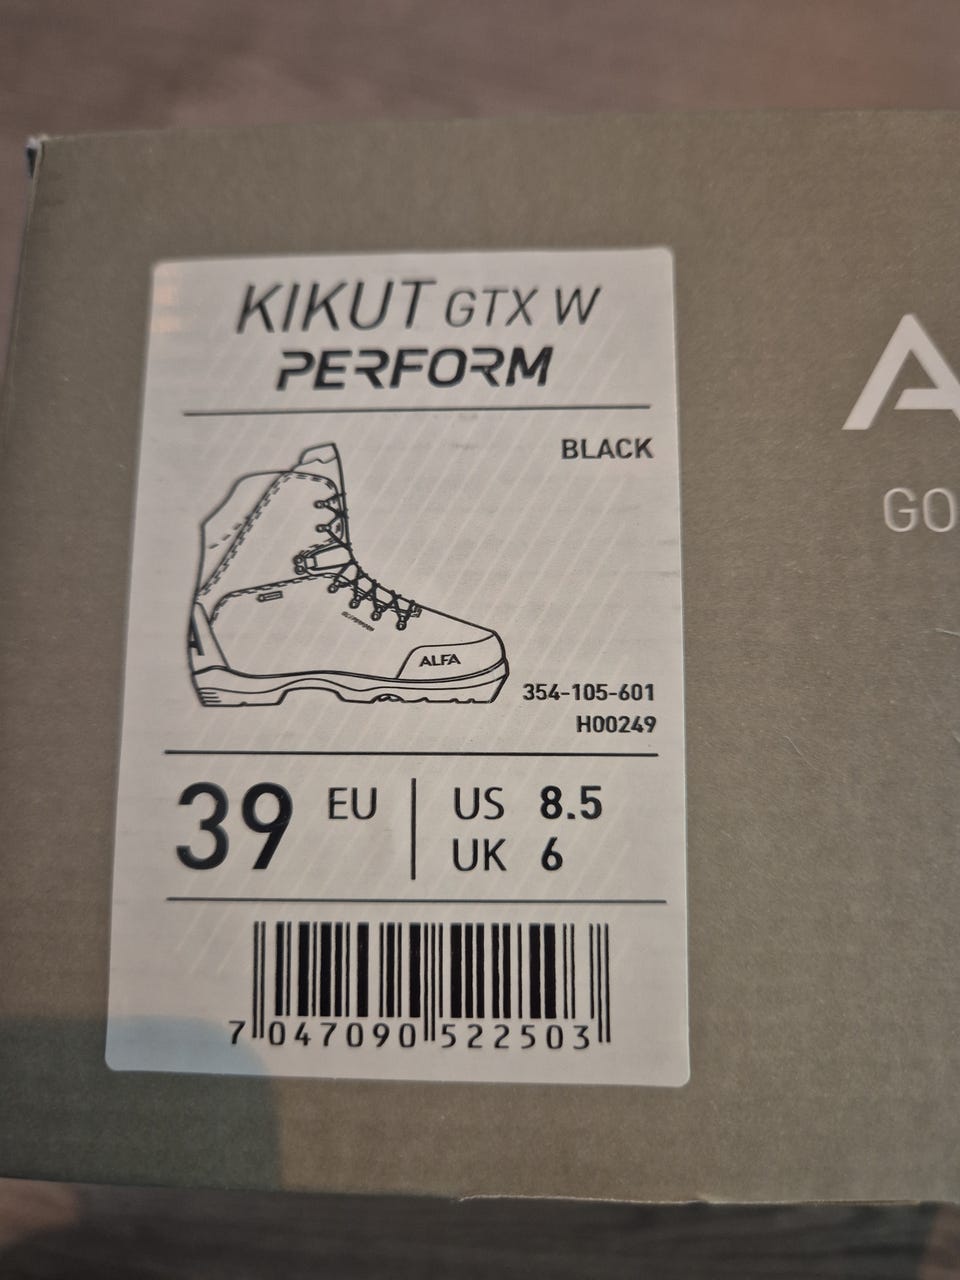 KIKUT GTX W
PERFORM
BLACK
ALFA
354-105-601
H00249
39 EU
US 8.5
UK 6
7 047090 522503
GO